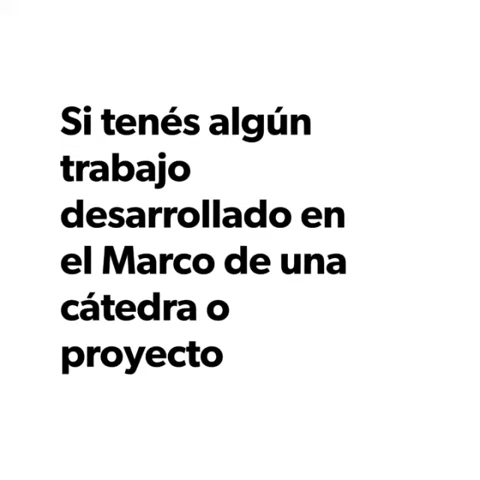 Si tenés algún
trabajo
desarrollado en
el Marco de una
cátedra o
proyecto